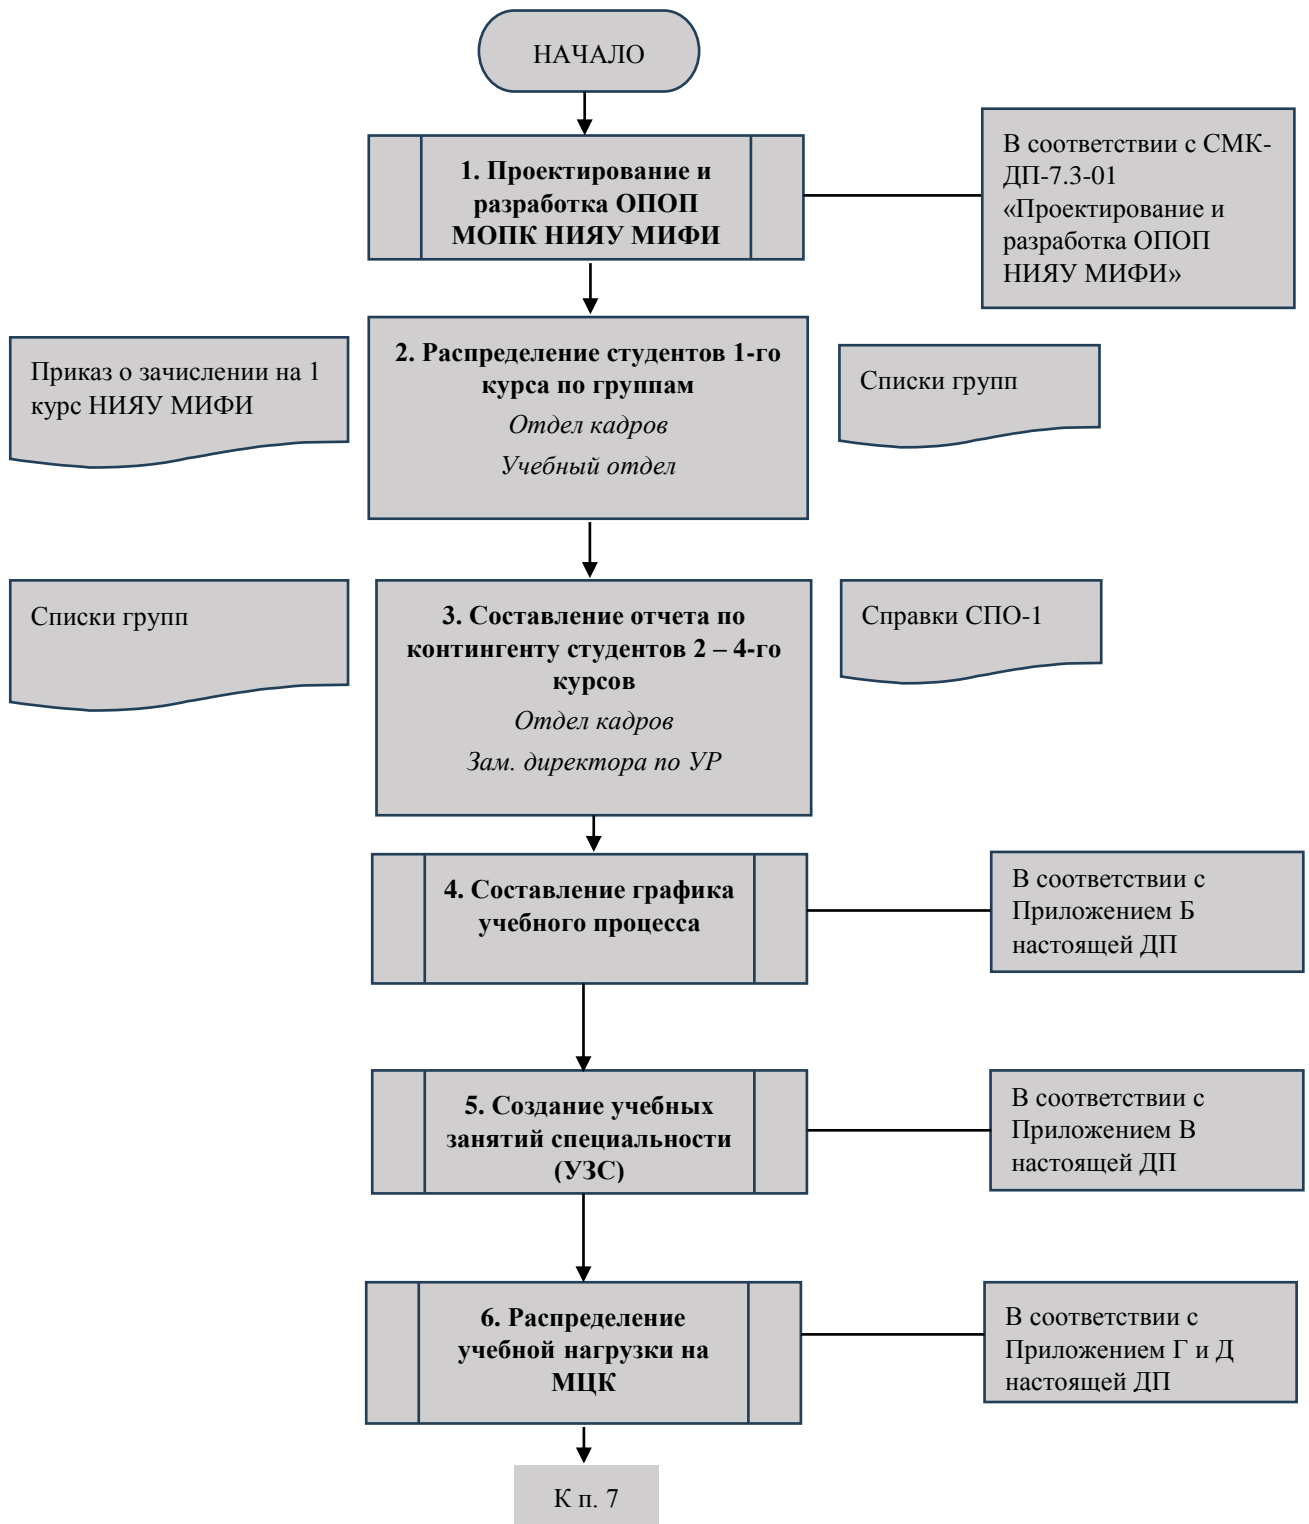 НАЧАЛО
1. Проектирование и
разработка ОПОП
МОПК НИЯУ МИФИ
В соответствии с СМК-
ДП-7.3-01
«Проектирование и
разработка ОПОП
НИЯУ МИФИ»
Приказ о зачислении на 1
курс НИЯУ МИФИ
2. Распределение студентов 1-го
курса по группам
Отдел кадров
Учебный отдел
Списки групп
Списки групп
3. Составление отчета по
контингенту студентов 2 – 4-го
курсов
Отдел кадров
Зам. директора по УР
Справки СПО-1
4. Составление графика
учебного процесса
В соответствии с
Приложением Б
настоящей ДП
5. Создание учебных
занятий специальности
(УЗС)
В соответствии с
Приложением В
настоящей ДП
6. Распределение
учебной нагрузки на
МЦК
В соответствии с
Приложением Г и Д
настоящей ДП
К п. 7